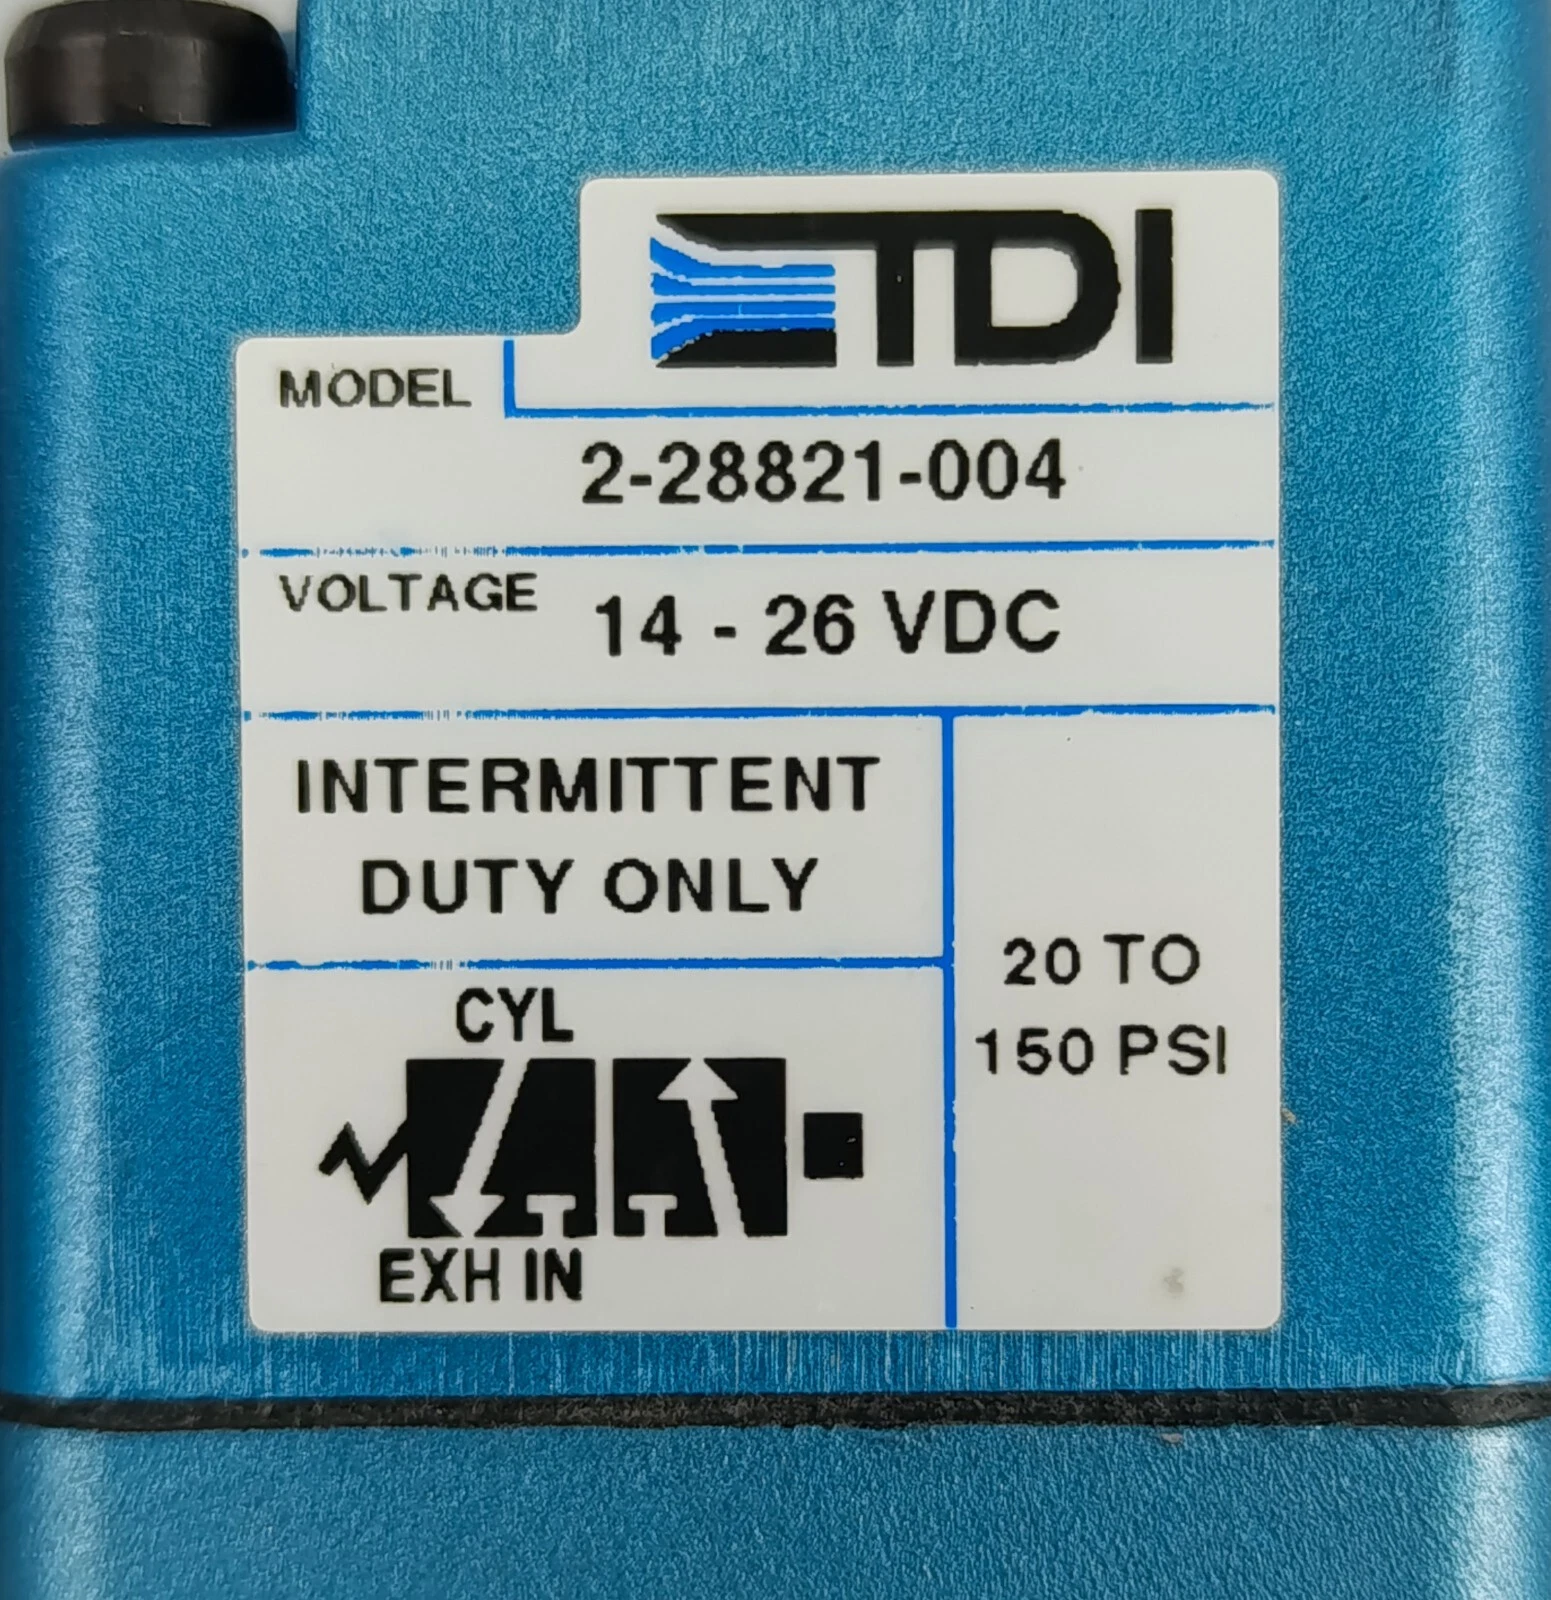 TDI
MODEL
2-28821-004
VOLTAGE 14 - 26 VDC
INTERMITTENT
DUTY ONLY
20 TO
150 PSI
CYL
EXH IN